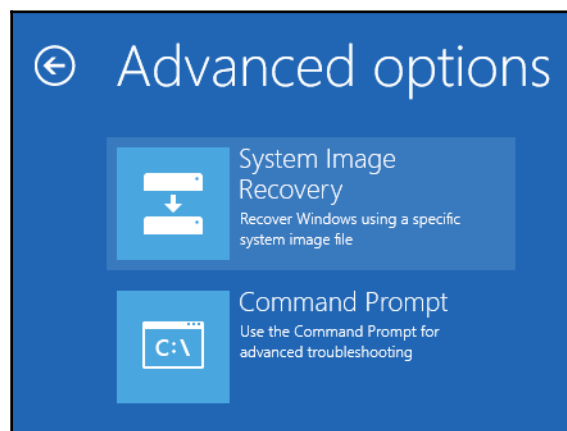 Advanced options
System Image
Recovery
Recover Windows using a specific
system image file
Command Prompt
C:\
Use the Command Prompt for
advanced troubleshooting